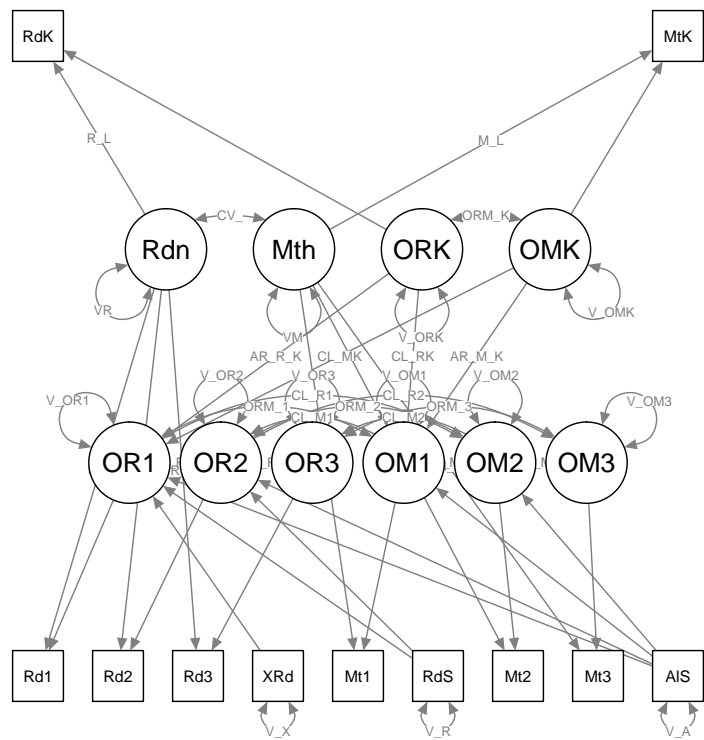 RdK
MtK
R_L
M_L
CV_
ORM_K
Rdn
Mth
ORK
OMK
VR
VM
V_ORK
V_OMK
AR_R_K
CL_MK
CL_RK
AR_M_K
V_OR2
V_OR3
V_OM1
V_OM2
V_OR1
CL_R1
CL_R2
V_OM3
ORM_1
ORM_2
ORM_3
CL_M1
CL_M2
OR1
OR2
OR3
OM1
OM2
OM3
Rd1
Rd2
Rd3
XRd
Mt1
RdS
Mt2
Mt3
AlS
V_X
V_R
V_A